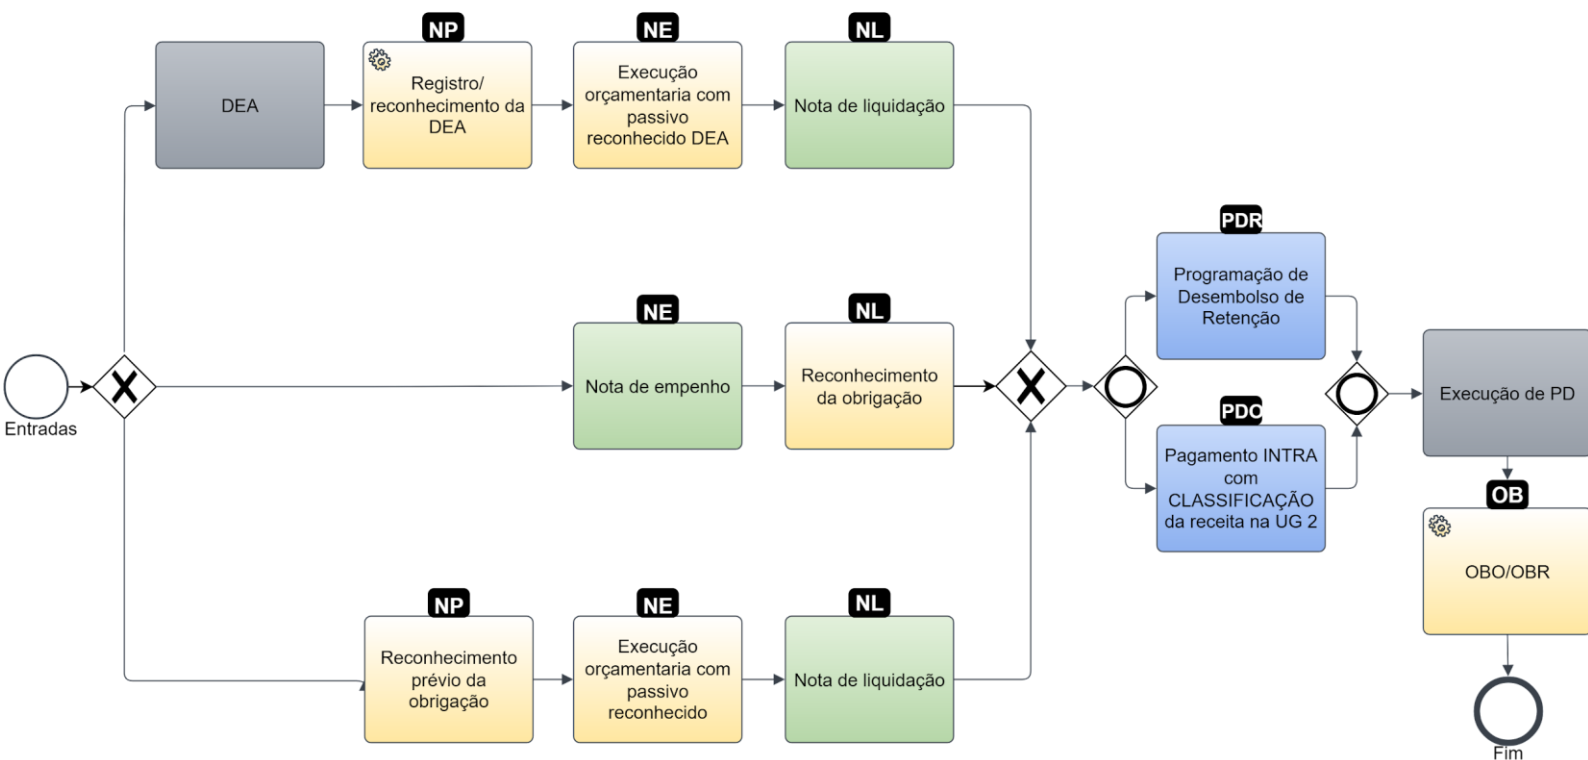 NP
NE
NL
DEA
Registro/
reconhecimento da
DEA
Execução
orçamentaria com
passivo
reconhecido DEA
Nota de liquidação
PDR
Programação de
Desembolso de
Retenção
NE
NL
Entradas
Nota de empenho
Reconhecimento
da obrigação
PDO
Pagamento INTRA
com
CLASSIFICAÇÃO
da receita na UG 2
Execução de PD
OB
OBO/OBR
Fim
NP
NE
NL
Reconhecimento
prévio da
obrigação
Execução
orçamentaria com
passivo
reconhecido
Nota de liquidação